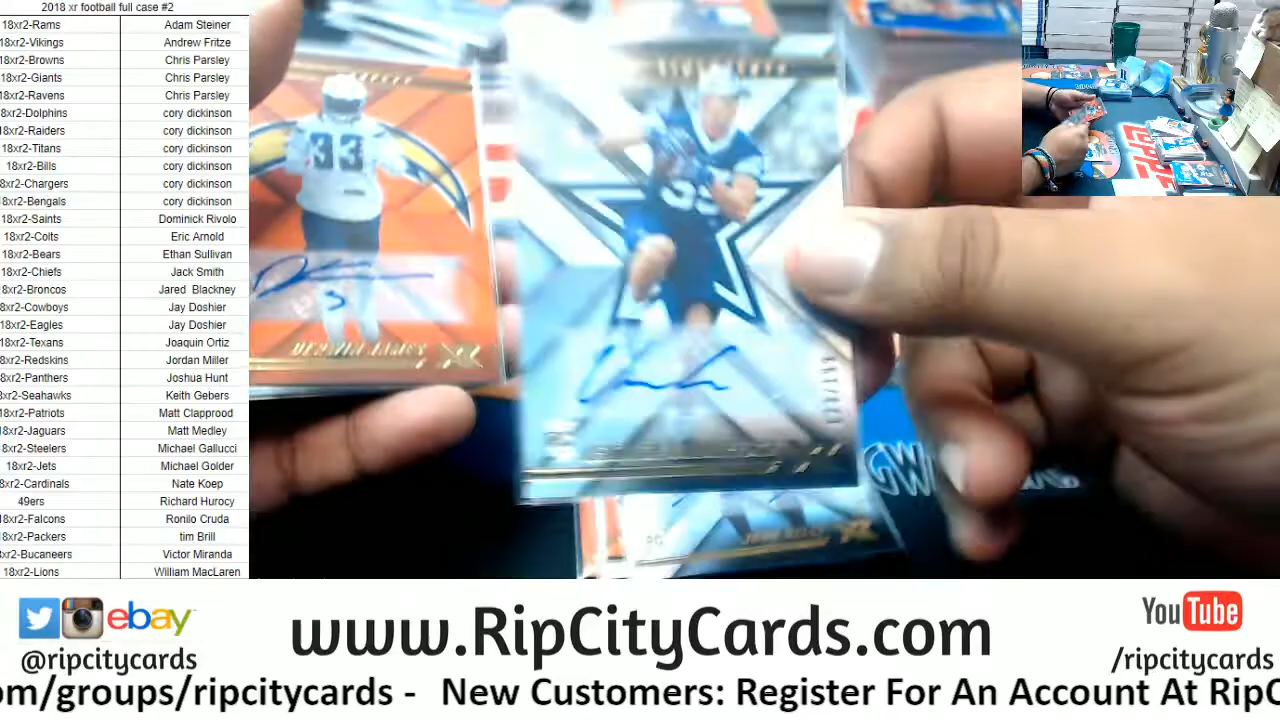 2018 xr football full case #2
18xr2-Rams Adam Steiner
18xr2-Vikings Andrew Fritze
18xr2-Browns Chris Parsley
18xr2-Giants Chris Parsley
18xr2-Ravens Chris Parsley
8xr2-Dolphins cory dickinson
18xr2-Raiders cory dickinson
18xr2-Titans cory dickinson
18xr2-Bills cory dickinson
8xr2-Chargers cory dickinson
8xr2-Bengals cory dickinson
18xr2-Saints Dominick Rivolo
18xr2-Colts Eric Arnold
18xr2-Bears Ethan Sullivan
18xr2-Chiefs Jack Smith
18xr2-Broncos Jared Blackney
8xr2-Cowboys Jay Doshier
18xr2-Eagles Jay Doshier
18xr2-Texans Joaquin Ortiz
8xr2-Redskins Jordan Miller
8xr2-Panthers Joshua Hunt
8xr2-Seahawks Keith Gebers
18xr2-Patriots Matt Clapprood
18xr2-Jaguars Matt Medley
8xr2-Steelers Michael Gallucci
18xr2-Jets Michael Golder
8xr2-Cardinals Nate Koep
49ers Richard Hurocy
18xr2-Falcons Ronilo Cruda
18xr2-Packers tim Brill
xr2-Bucaneers Victor Miranda
18xr2-Lions William MacLaren
33
DERWIN JAMES XR
TOPPS
ebay
@ripcitycards
www.RipCityCards.com
YouTube
/ripcitycards
om/groups/ripcitycards - New Customers: Register For An Account At RipC